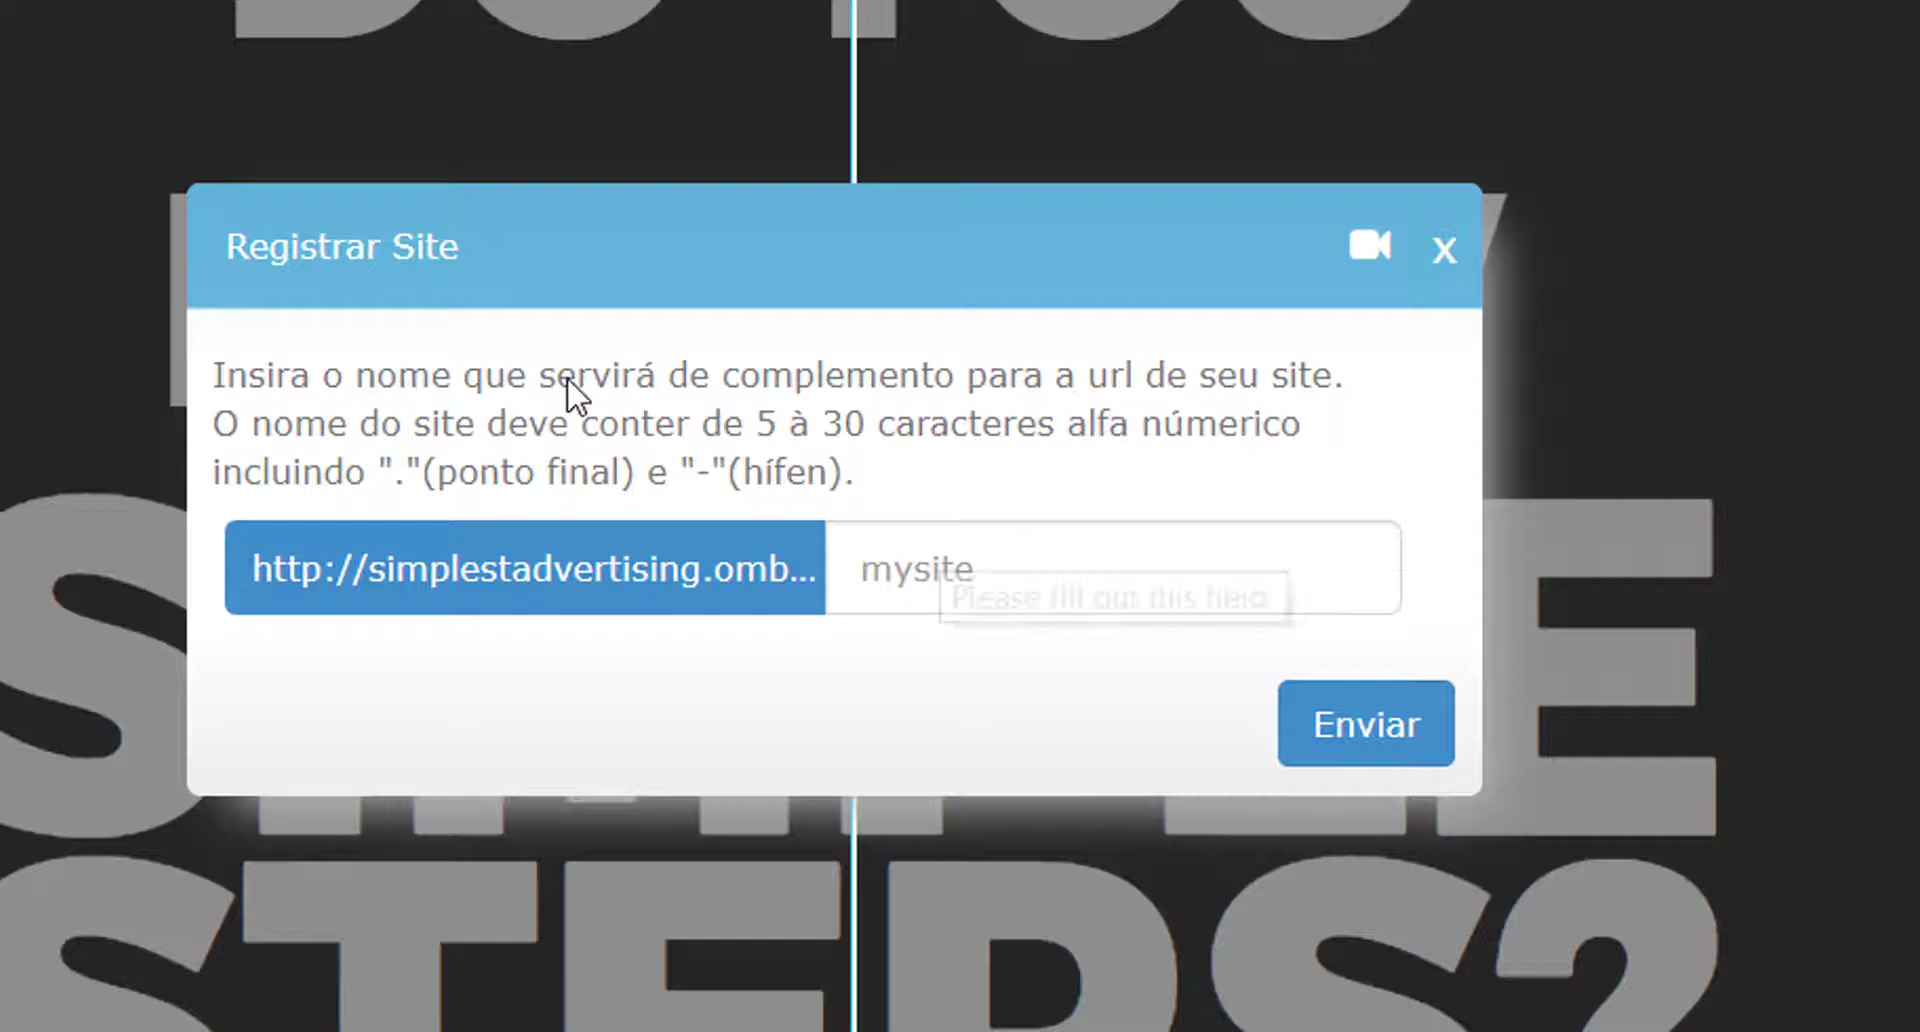 Registrar Site
x
Insira o nome que servirá de complemento para a url de seu site.
O nome do site deve conter de 5 à 30 caracteres alfa númerico
incluindo "."(ponto final) e "-"(hífen).
http://simplestadvertising.omb... mysite
Please fill out this field.
Enviar
STEPS?